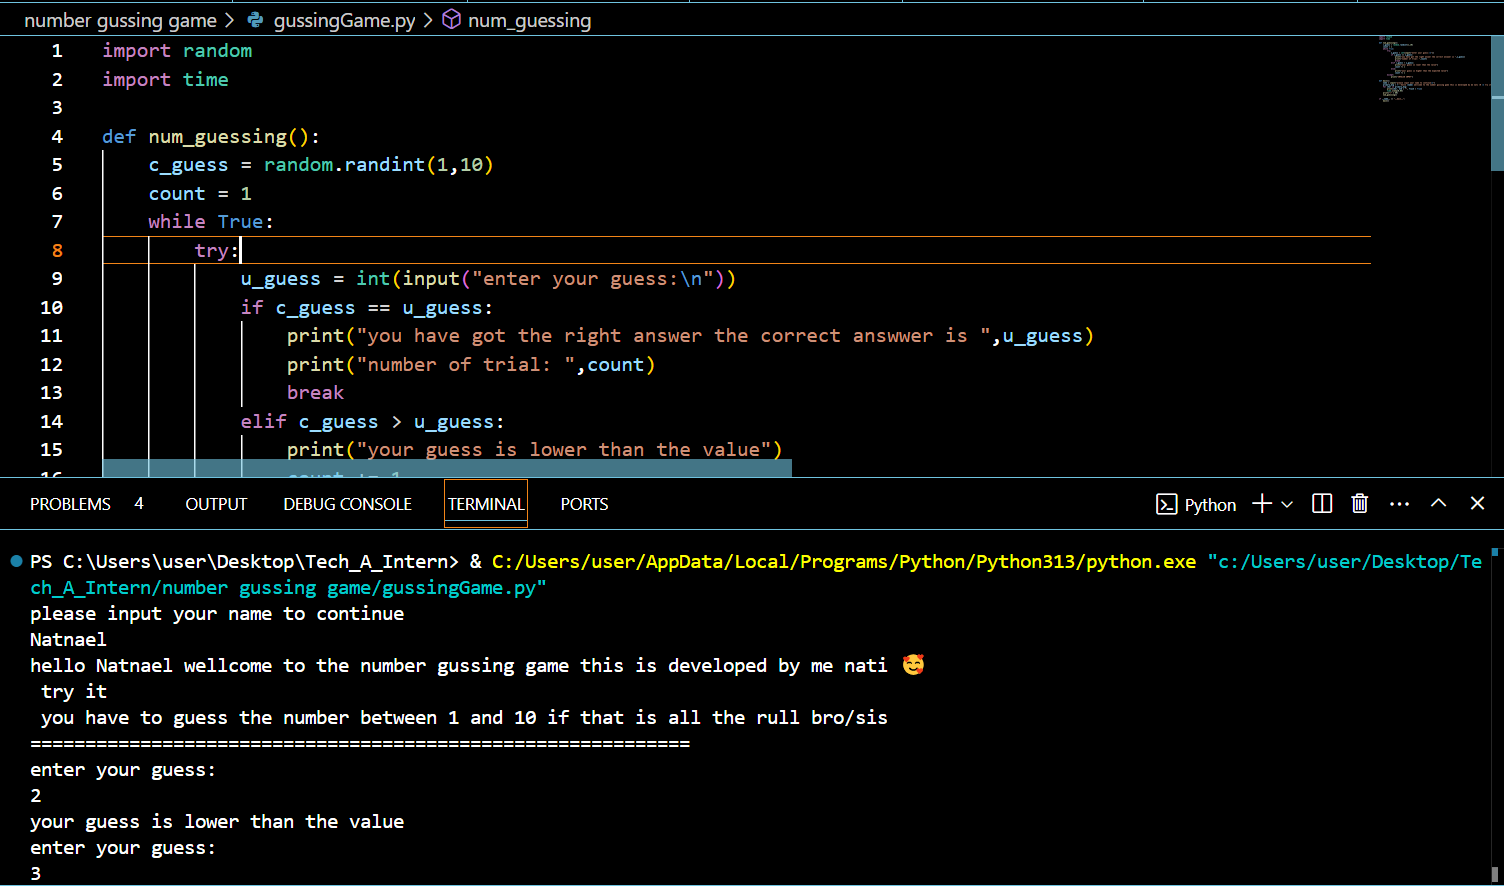 number gussing game > gussingGame.py > num_guessing
1 import random
2 import time
3
4 def num_guessing():
5 c_guess = random.randint(1,10)
6 count = 1
7 while True:
8 try:
9 u_guess = int(input("enter your guess:\n"))
10 if c_guess == u_guess:
11 print("you have got the right answer the correct answwer is ",u_guess)
12 print("number of trial: ",count)
13 break
14 elif c_guess > u_guess:
15 print("your guess is lower than the value")
PROBLEMS 4 OUTPUT DEBUG CONSOLE TERMINAL PORTS Python
PS C:\Users\user\Desktop\Tech_A_Intern> & C:/Users/user/AppData/Local/Programs/Python/Python313/python.exe "c:/Users/user/Desktop/Te
ch_A_Intern/number gussing game/gussingGame.py"
please input your name to continue
Natnael
hello Natnael wellcome to the number gussing game this is developed by me nati 🥰
try it
you have to guess the number between 1 and 10 if that is all the rull bro/sis
============================================================
enter your guess:
2
your guess is lower than the value
enter your guess:
3